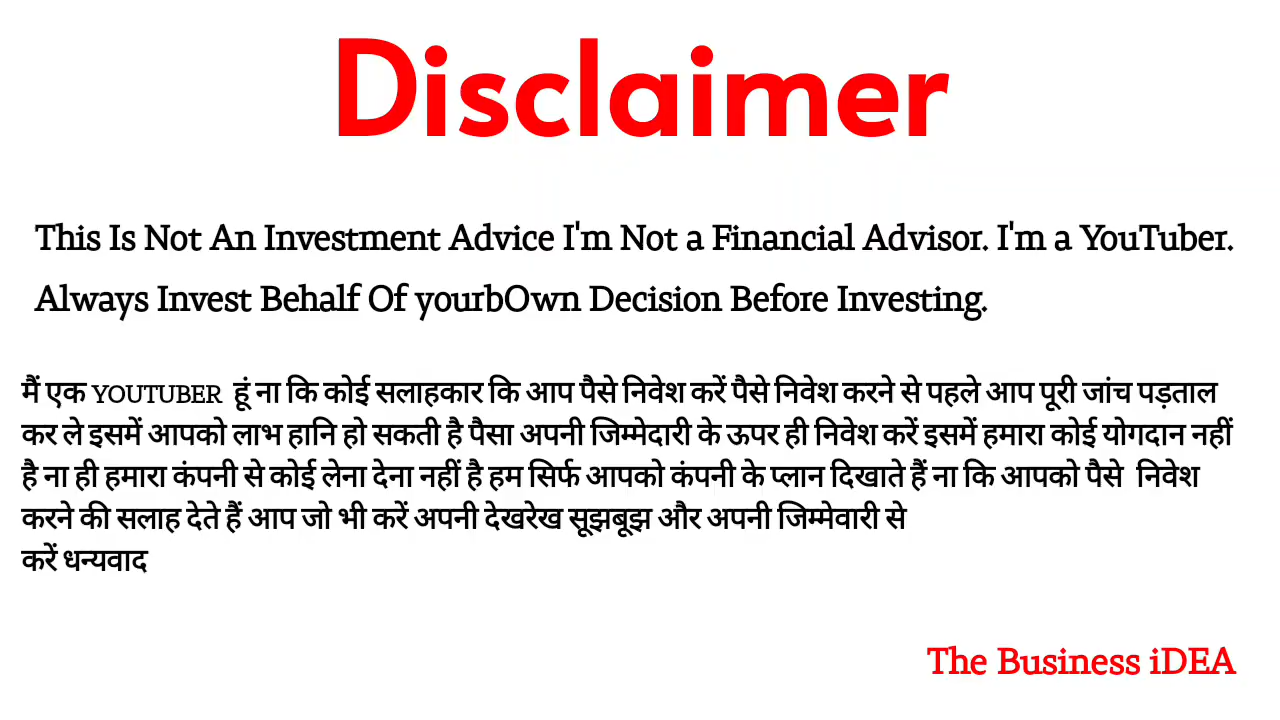 Disclaimer
This Is Not An Investment Advice I'm Not a Financial Advisor. I'm a YouTuber.
Always Invest Behalf Of yourbOwn Decision Before Investing.
मैं एक YOUTUBER हूं ना कि कोई सलाहकार कि आप पैसे निवेश करें पैसे निवेश करने से पहले आप पूरी जांच पड़ताल
कर ले इसमें आपको लाभ हानि हो सकती है पैसा अपनी जिम्मेदारी के ऊपर ही निवेश करें इसमें हमारा कोई योगदान नहीं
है ना ही हमारा कंपनी से कोई लेना देना नहीं है हम सिर्फ आपको कंपनी के प्लान दिखाते हैं ना कि आपको पैसे निवेश
करने की सलाह देते हैं आप जो भी करें अपनी देखरेख सूझबूझ और अपनी जिम्मेवारी से
करें धन्यवाद
The Business iDEA